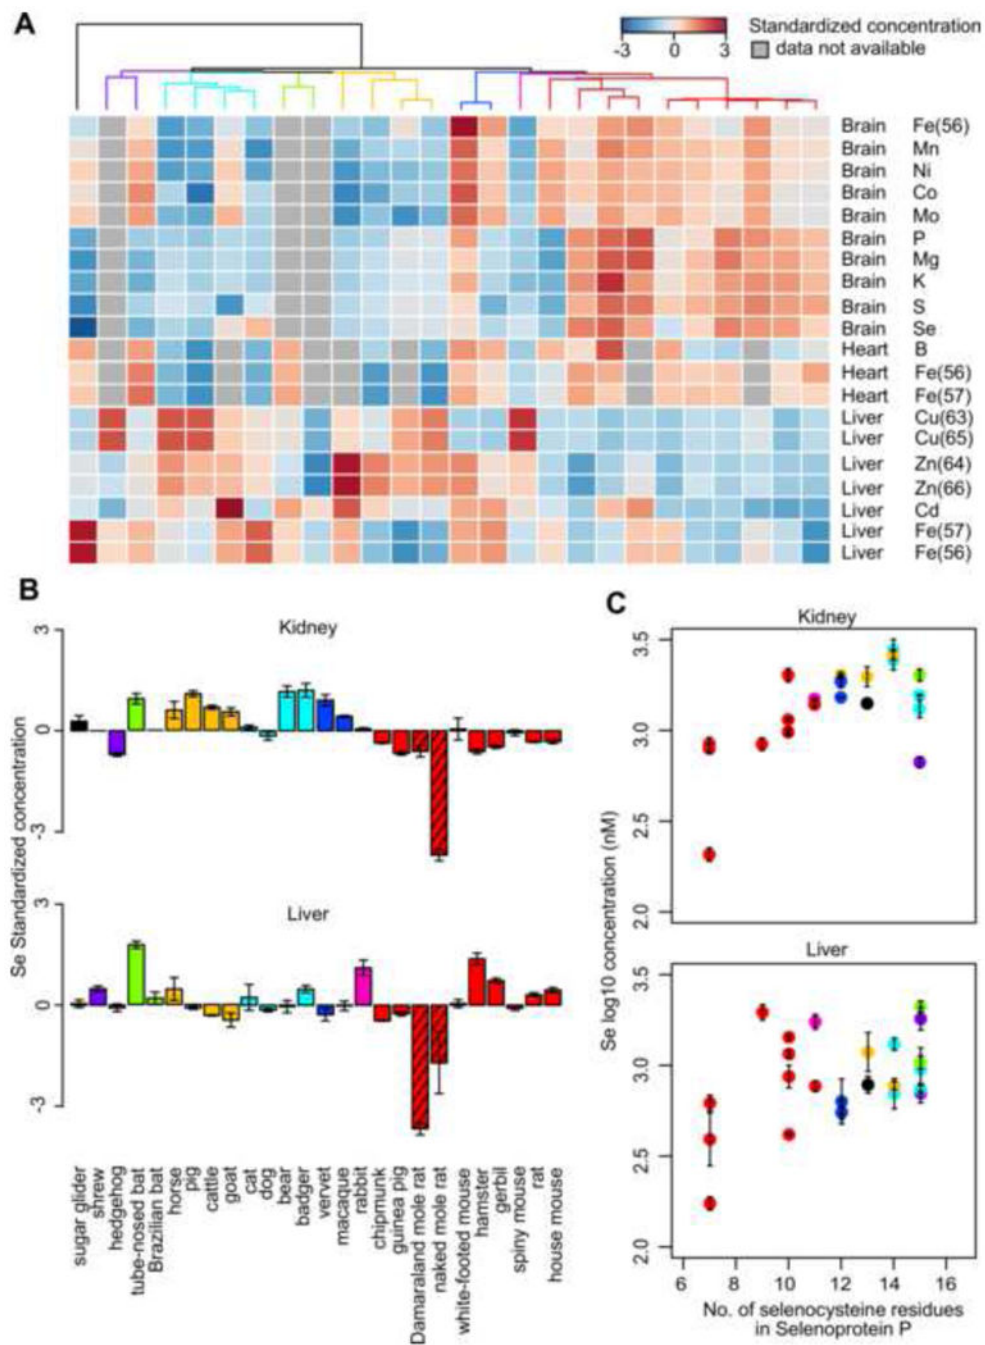 A
Standardized concentration
-3 0 3
data not available
Brain Fe(56)
Brain Mn
Brain Ni
Brain Co
Brain Mo
Brain P
Brain Mg
Brain K
Brain S
Brain Se
Heart B
Heart Fe(56)
Heart Fe(57)
Liver Cu(63)
Liver Cu(65)
Liver Zn(64)
Liver Zn(66)
Liver Cd
Liver Fe(57)
Liver Fe(56)
B
Kidney
3
0
-3
Se Standardized concentration
Liver
3
0
-3
sugar glider
shrew
hedgehog
tube-nosed bat
Brazilian bat
horse
pig
cattle
goat
cat
dog
bear
badger
vervet
macaque
rabbit
chipmunk
guinea pig
Damaraland mole rat
naked mole rat
white-footed mouse
hamster
gerbil
spiny mouse
rat
house mouse
C
Kidney
3.5
3.0
2.5
2.0
Se log10 concentration (nM)
Liver
3.5
3.0
2.5
2.0
6 8 10 12 14 16
No. of selenocysteine residues
in Selenoprotein P